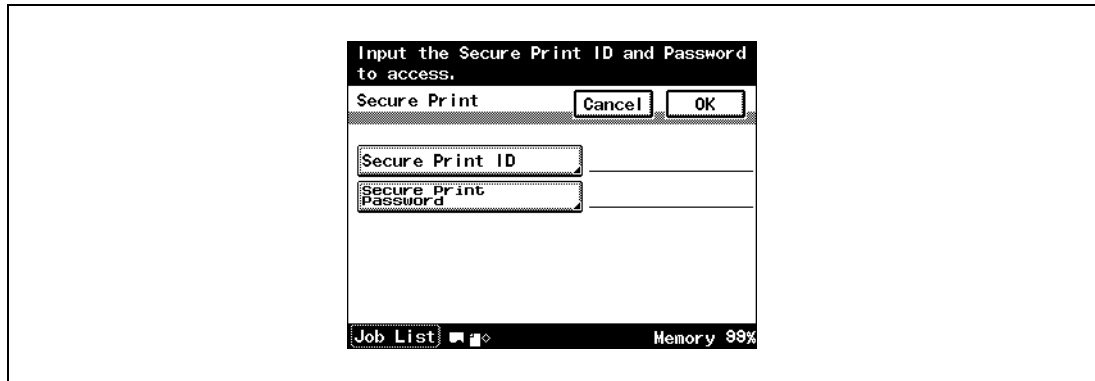 Input the Secure Print ID and Password
to access.
Secure Print
Cancel
OK
Secure Print ID
Secure Print
Password
Job List
Memory 99%